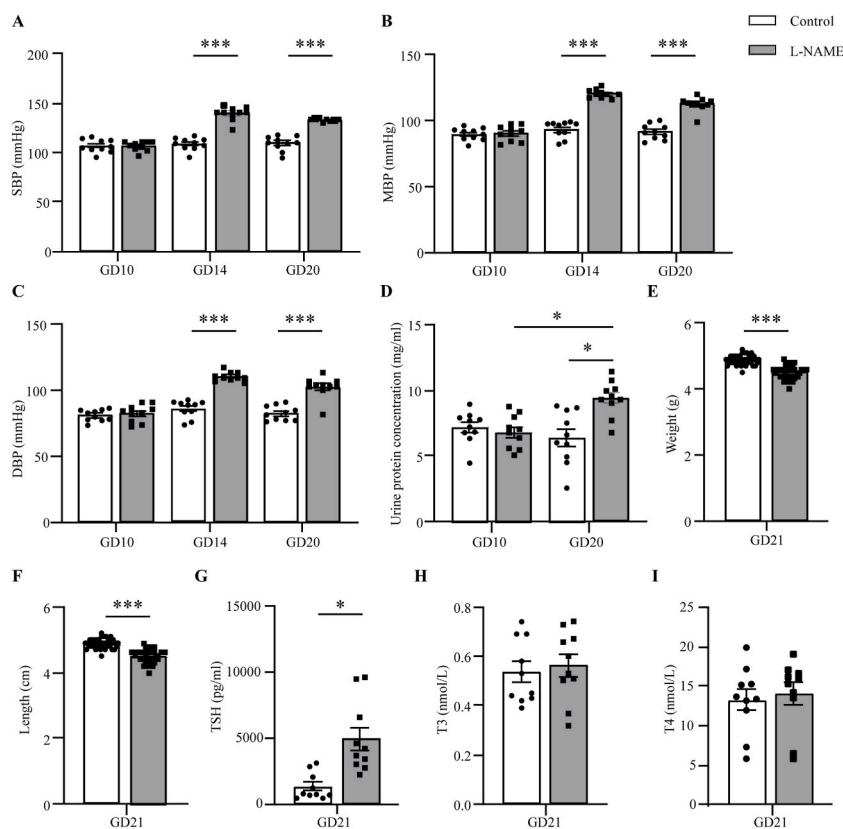 A
B
Control
L-NAME
200
150
100
50
0
SBP (mmHg)
***
***
GD10
GD14
GD20
150
100
50
0
MBP (mmHg)
***
***
GD10
GD14
GD20
C
D
E
150
100
50
0
DBP (mmHg)
***
***
GD10
GD14
GD20
15
10
5
0
Urine protein concentration (mg/ml)
*
*
GD10
GD20
6
4
2
0
Weight (g)
***
GD21
F
G
H
I
6
4
2
0
Length (cm)
***
GD21
15000
10000
5000
0
TSH (pg/ml)
*
GD21
0.8
0.6
0.4
0.2
0.0
T3 (nmol/L)
GD21
25
20
15
10
5
0
T4 (nmol/L)
GD21